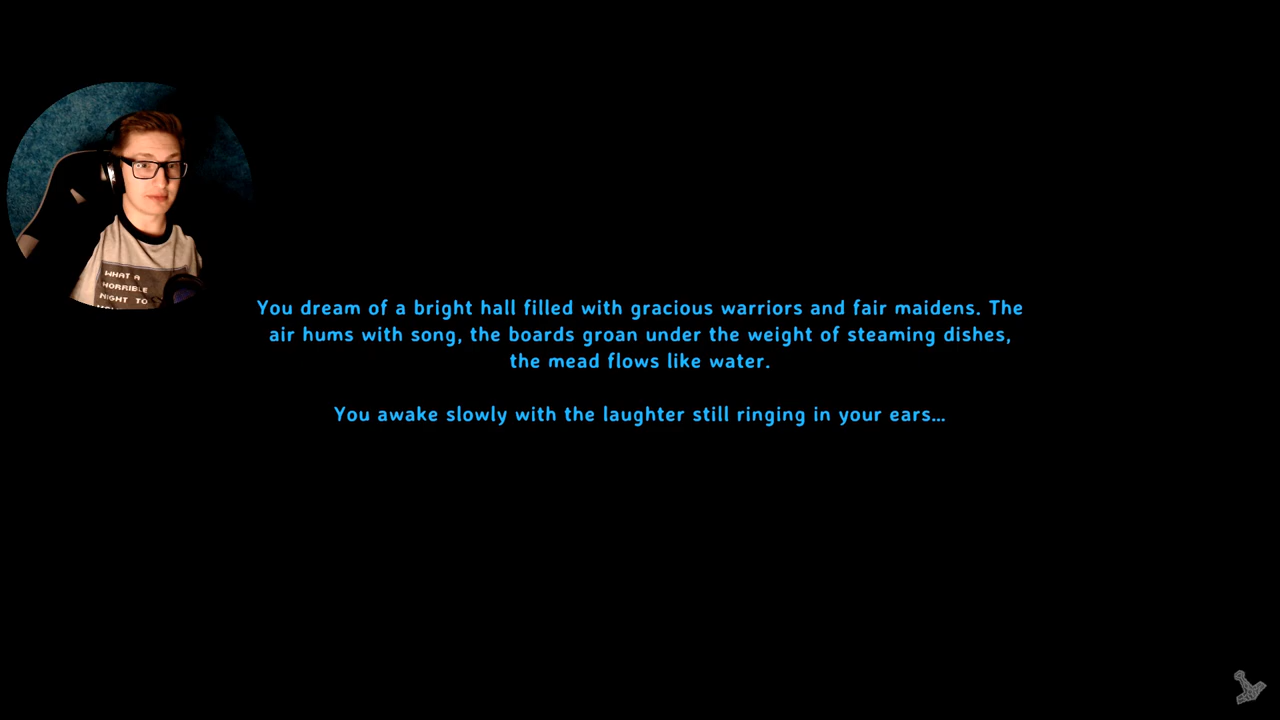 WHAT A
HORRIBLE
NIGHT TO
You dream of a bright hall filled with gracious warriors and fair maidens. The
air hums with song, the boards groan under the weight of steaming dishes,
the mead flows like water.
You awake slowly with the laughter still ringing in your ears...